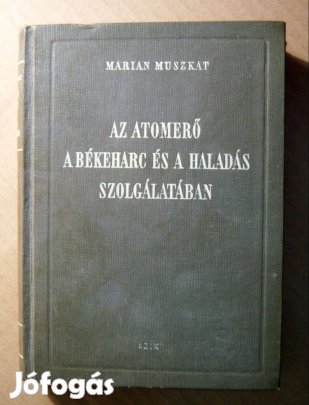 MARIAN MUSZKAT
AZ ATOMERŐ
A BÉKEHARC ÉS A HALADÁS
SZOLGÁLATÁBAN
Jófogás